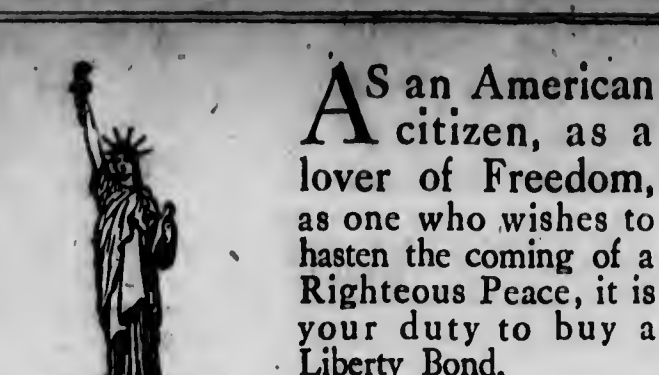 AS an American
citizen, as a
lover of Freedom,
as one who wishes to
hasten the coming of a
Righteous Peace, it is
your duty to buy a
Liberty Bond.